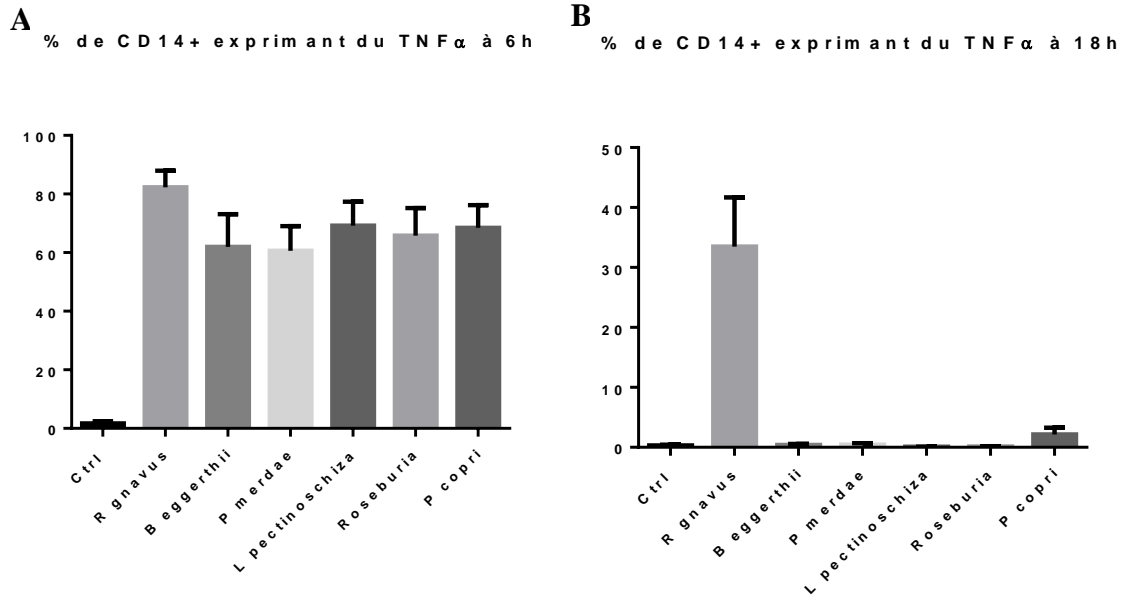 A
% de CD14+ exprimant du TNFα à 6h
100
80
60
40
20
0
Ctrl
R gnavus
B eggerthii
P merdae
L pectinoschiza
Roseburia
P copri
B
% de CD14+ exprimant du TNFα à 18h
50
40
30
20
10
0
Ctrl
R gnavus
B eggerthii
P merdae
L pectinoschiza
Roseburia
P copri